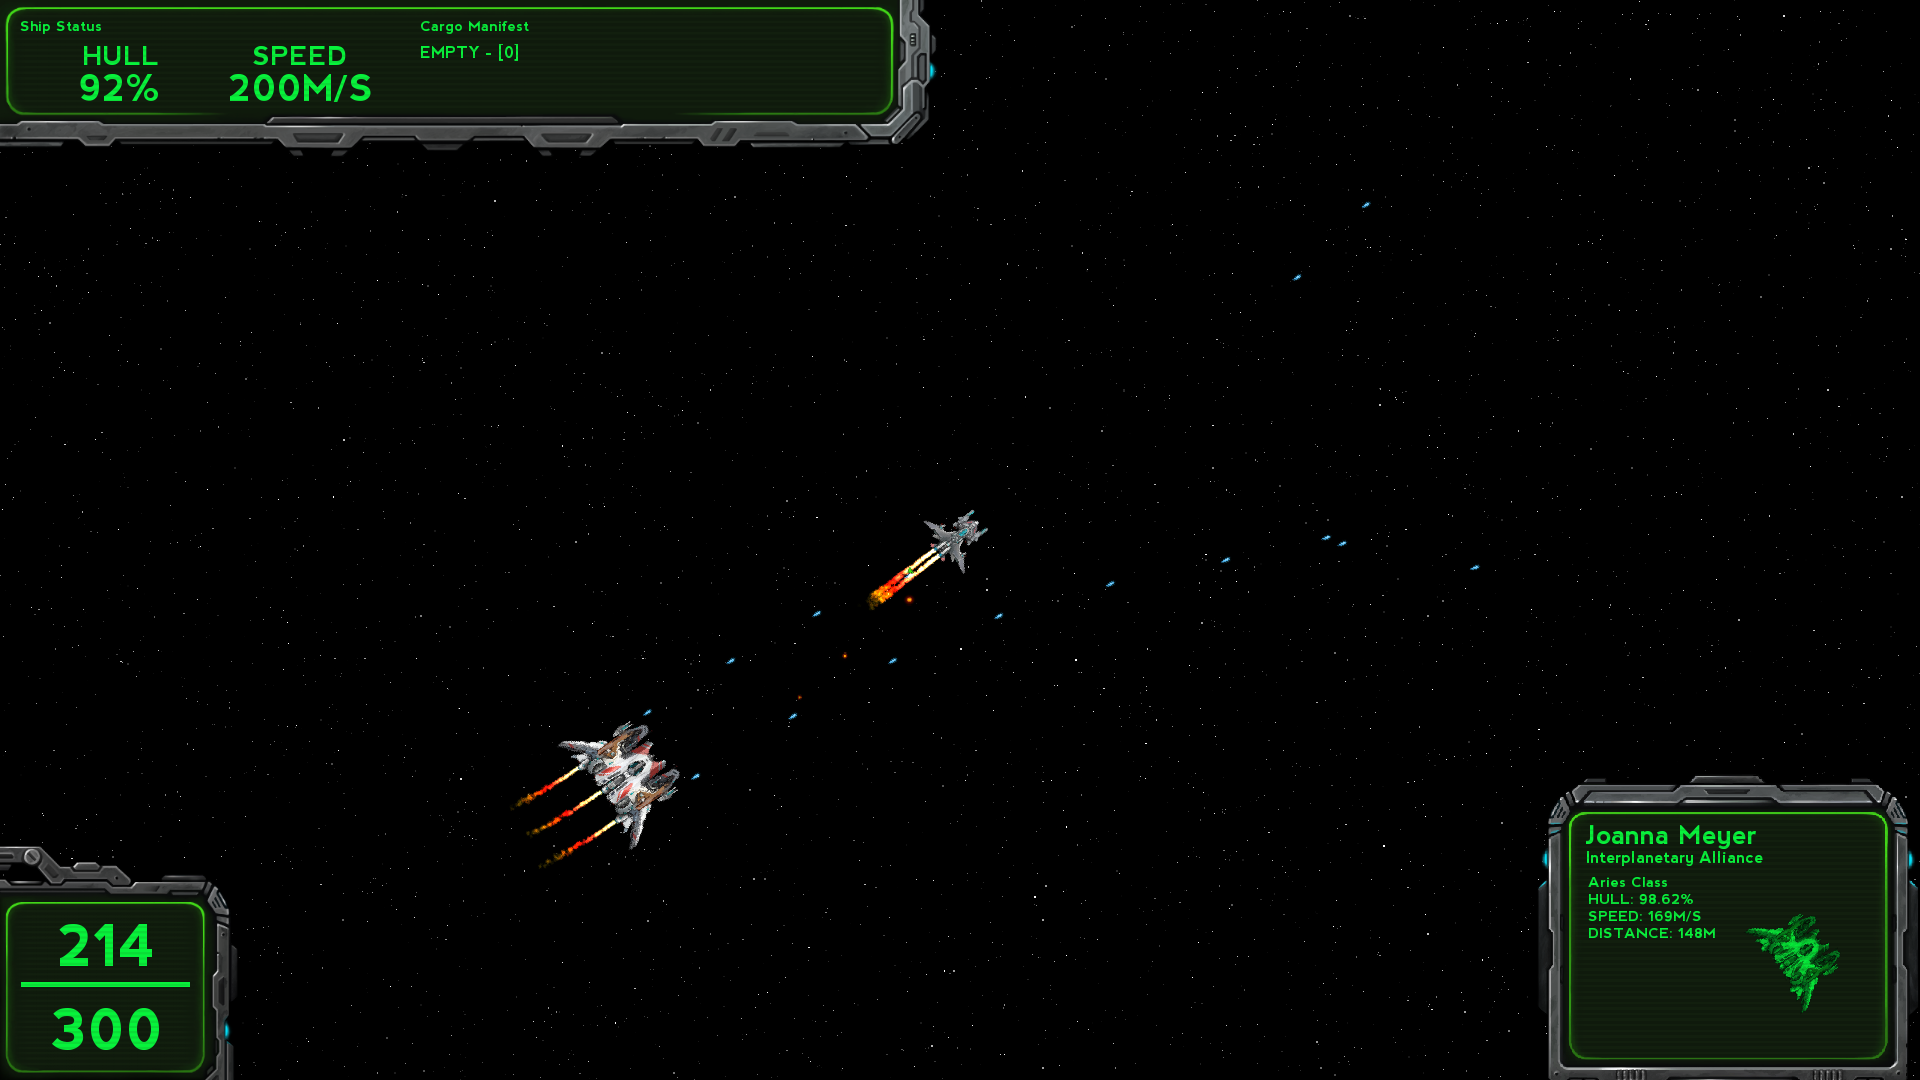 Ship Status
HULL
92%
SPEED
200M/S
Cargo Manifest
EMPTY - [0]
214
300
Joanna Meyer
Interplanetary Alliance
Aries Class
HULL: 98.62%
SPEED: 169M/S
DISTANCE: 148M